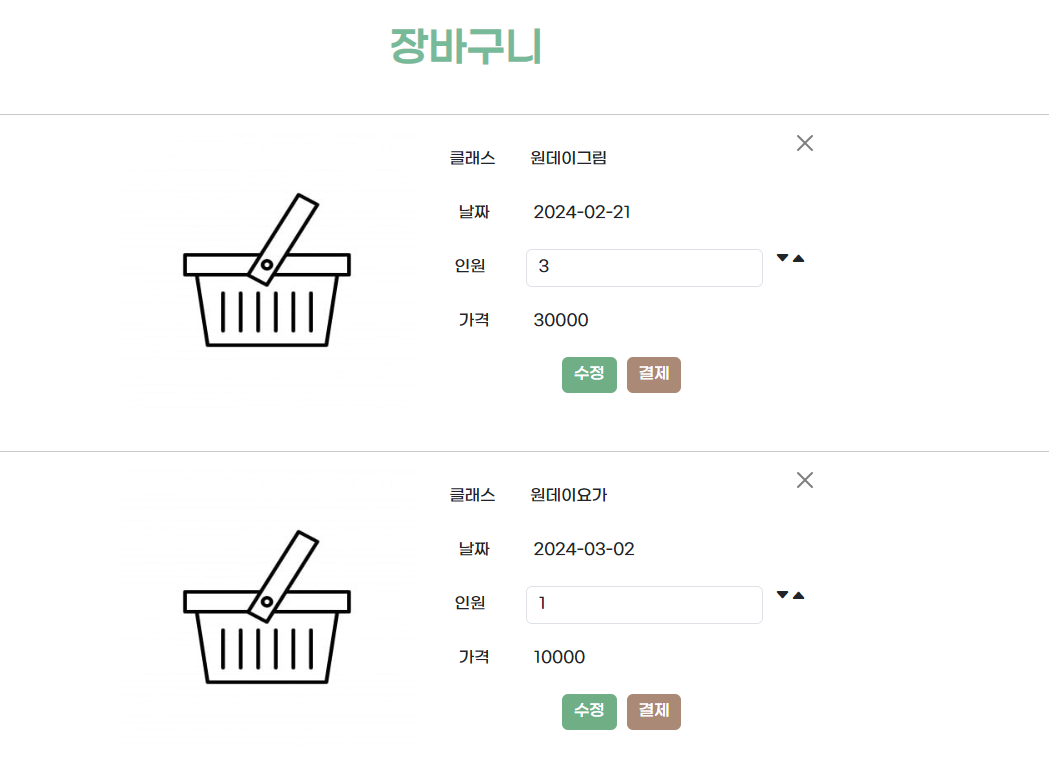 장바구니
클래스 원데이그림
날짜 2024-02-21
인원 3
가격 30000
수정 결제
클래스 원데이요가
날짜 2024-03-02
인원 1
가격 10000
수정 결제